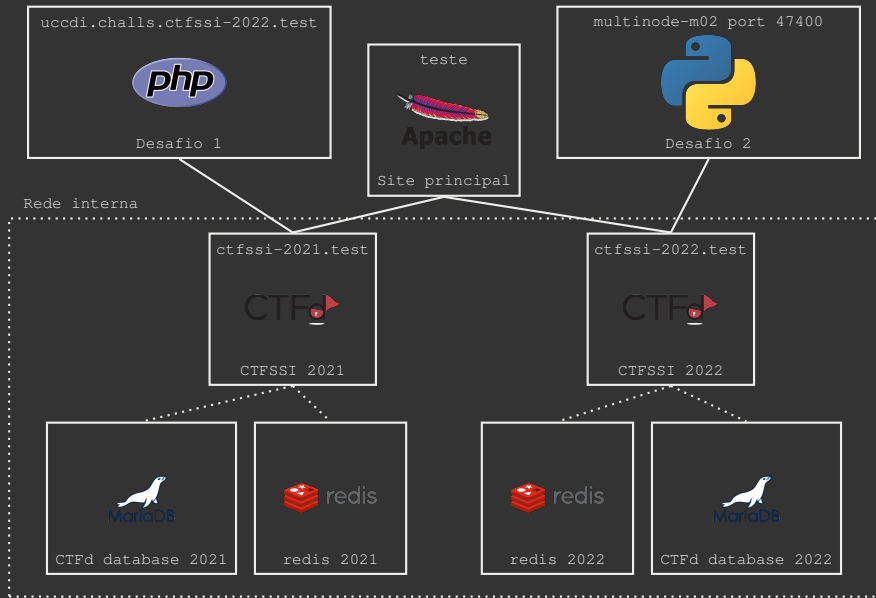 uccdi.challs.ctfssi-2022.test
php
Desafio 1
teste
Apache
Site principal
multinode-m02 port 47400
Desafio 2
Rede interna
ctfssi-2021.test
CTFd
CTFSSI 2021
ctfssi-2022.test
CTFd
CTFSSI 2022
MariaDB
CTFd database 2021
redis
redis 2021
redis
redis 2022
MariaDB
CTFd database 2022